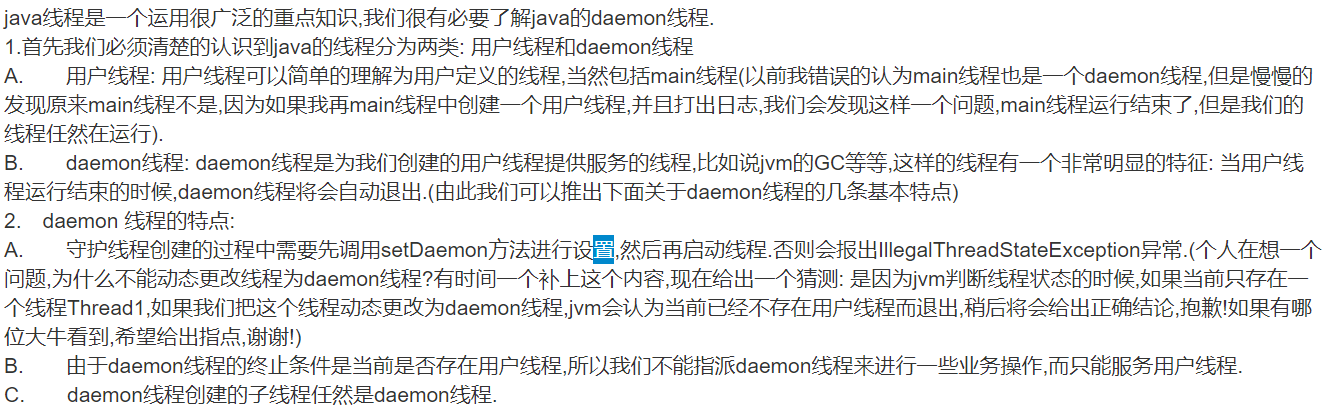 java线程是一个运用很广泛的重点知识,我们很有必要了解java的daemon线程.
1.首先我们必须清楚的认识到java的线程分为两类: 用户线程和daemon线程
A. 用户线程: 用户线程可以简单的理解为用户定义的线程,当然包括main线程(以前我错误的认为main线程也是一个daemon线程,但是慢慢的
发现原来main线程不是,因为如果我再main线程中创建一个用户线程,并且打出日志,我们会发现这样一个问题,main线程运行结束了,但是我们的
线程任然在运行).
B. daemon线程: daemon线程是为我们创建的用户线程提供服务的线程,比如说jvm的GC等等,这样的线程有一个非常明显的特征: 当用户线
程运行结束的时候,daemon线程将会自动退出.(由此我们可以推出下面关于daemon线程的几条基本特点)
2. daemon 线程的特点:
A. 守护线程创建的过程中需要先调用setDaemon方法进行设置,然后再启动线程.否则会报出IllegalThreadStateException异常.(个人在想一个
问题,为什么不能动态更改线程为daemon线程?有时间一个补上这个内容,现在给出一个猜测: 是因为jvm判断线程状态的时候,如果当前只存在一
个线程Thread1,如果我们把这个线程动态更改为daemon线程,jvm会认为当前已经不存在用户线程而退出,稍后将会给出正确结论,抱歉!如果有哪
位大牛看到,希望给出指点,谢谢!)
B. 由于daemon线程的终止条件是当前是否存在用户线程,所以我们不能指派daemon线程来进行一些业务操作,而只能服务用户线程.
C. daemon线程创建的子线程任然是daemon线程.